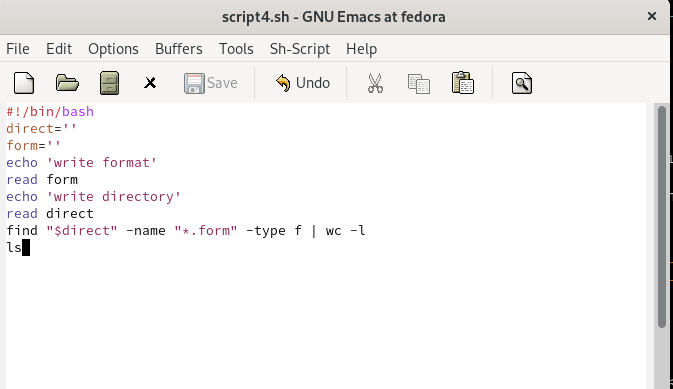 script4.sh - GNU Emacs at fedora
File Edit Options Buffers Tools Sh-Script Help
Save Undo
#!/bin/bash
direct=''
form=''
echo 'write format'
read form
echo 'write directory'
read direct
find "$direct" -name "*.form" -type f | wc -l
ls